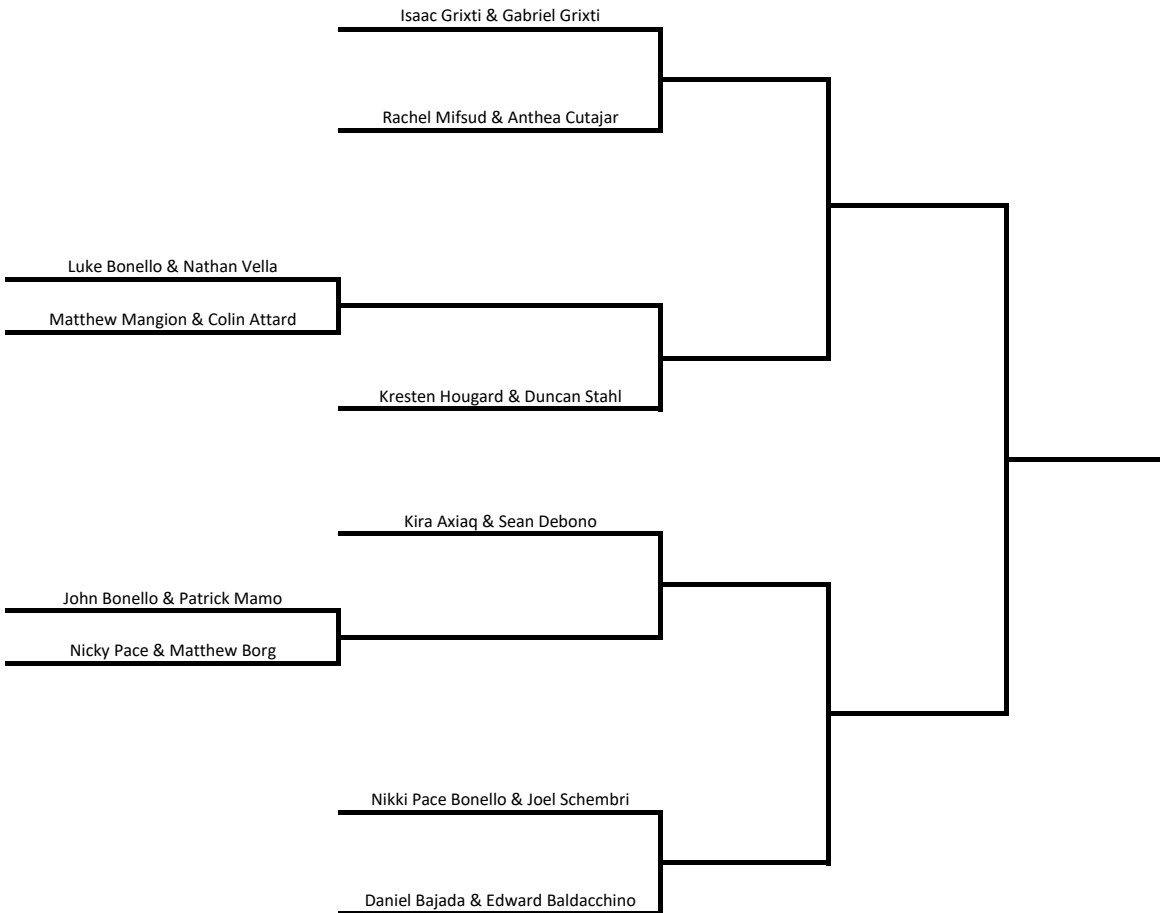 Isaac Grixti & Gabriel Grixti
Rachel Mifsud & Anthea Cutajar
Luke Bonello & Nathan Vella
Matthew Mangion & Colin Attard
Kresten Hougard & Duncan Stahl
Kira Axiaq & Sean Debono
John Bonello & Patrick Mamo
Nicky Pace & Matthew Borg
Nikki Pace Bonello & Joel Schembri
Daniel Bajada & Edward Baldacchino